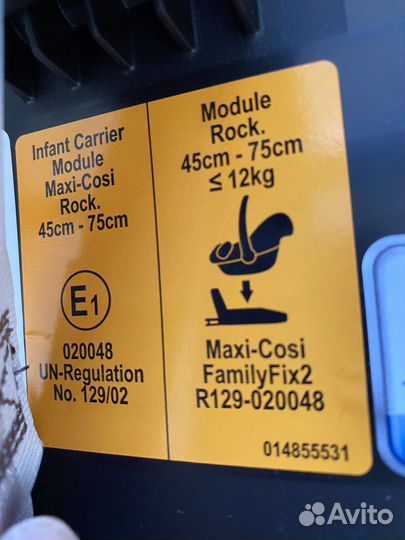 Infant Carrier
Module
Maxi-Cosi
Rock.
45cm - 75cm
E1
020048
UN-Regulation
No. 129/02
Module
Rock.
45cm - 75cm
≤ 12kg
Maxi-Cosi
FamilyFix2
R129-020048
014855531
Avito